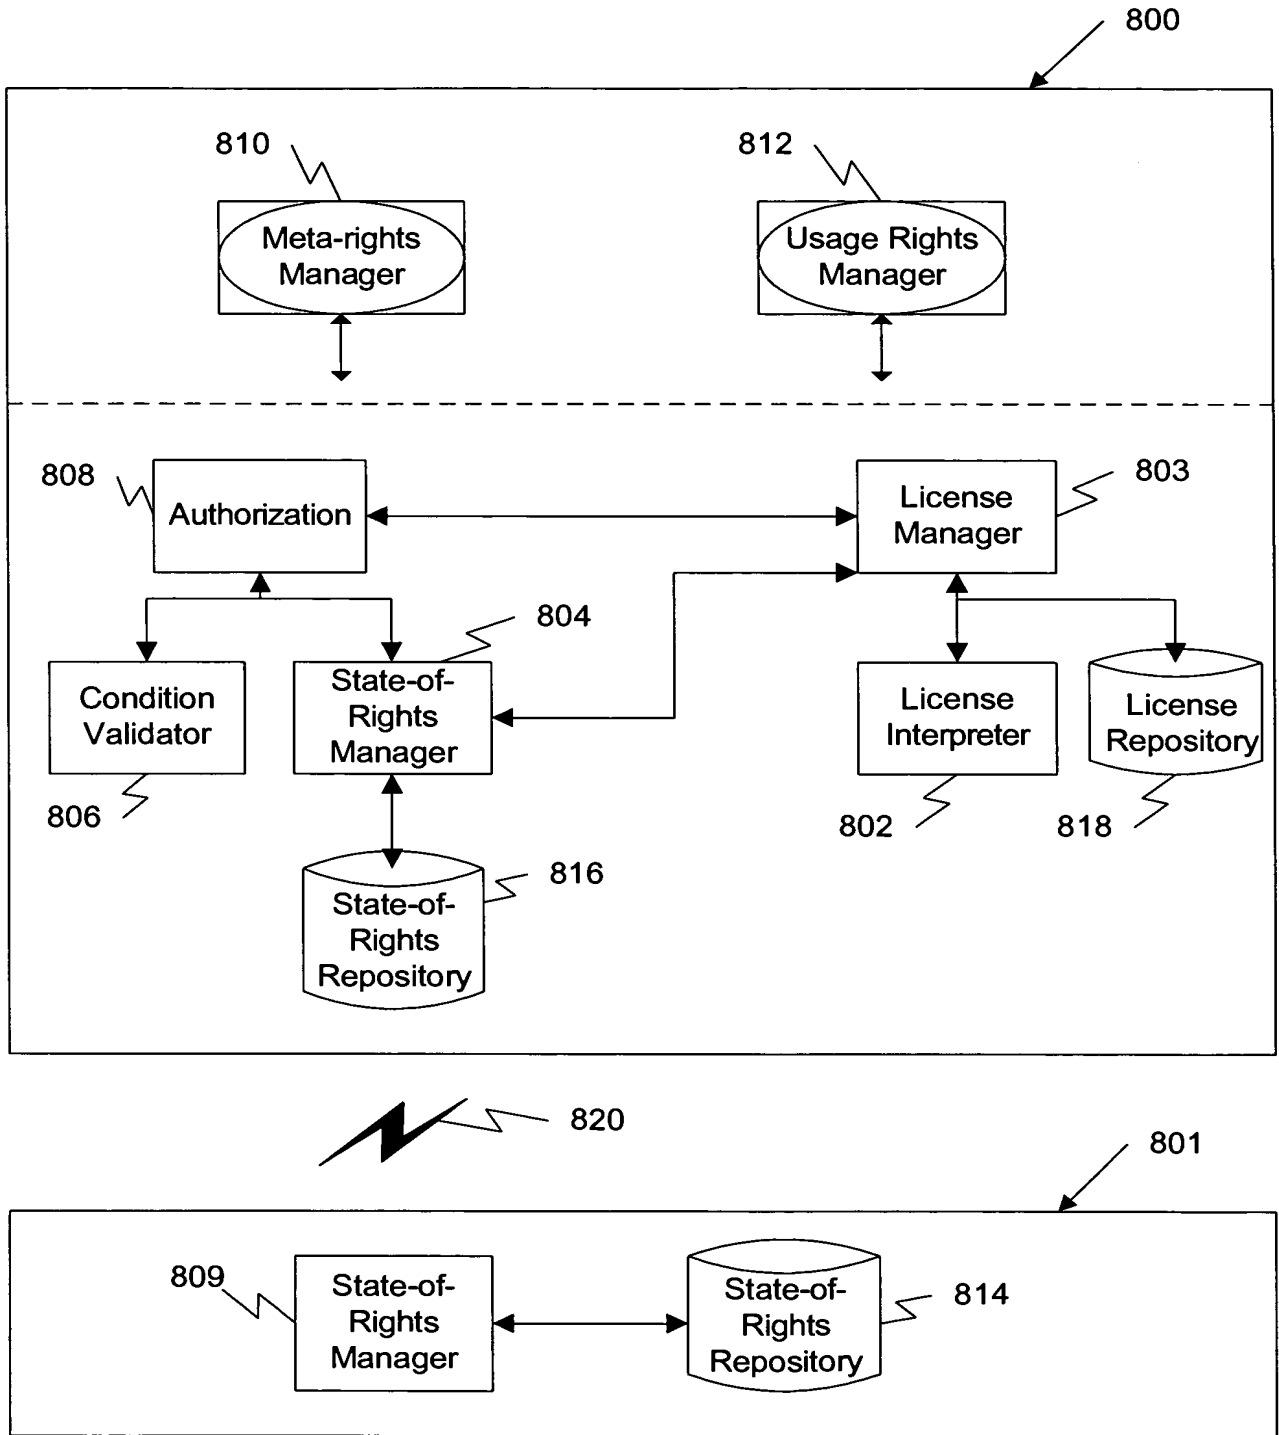 800
810
812
Meta-rights
Manager
Usage Rights
Manager
808
Authorization
License
Manager
803
804
Condition
Validator
State-of-
Rights
Manager
License
Interpreter
License
Repository
806
802
818
816
State-of-
Rights
Repository
820
801
809
State-of-
Rights
Manager
State-of-
Rights
Repository
814